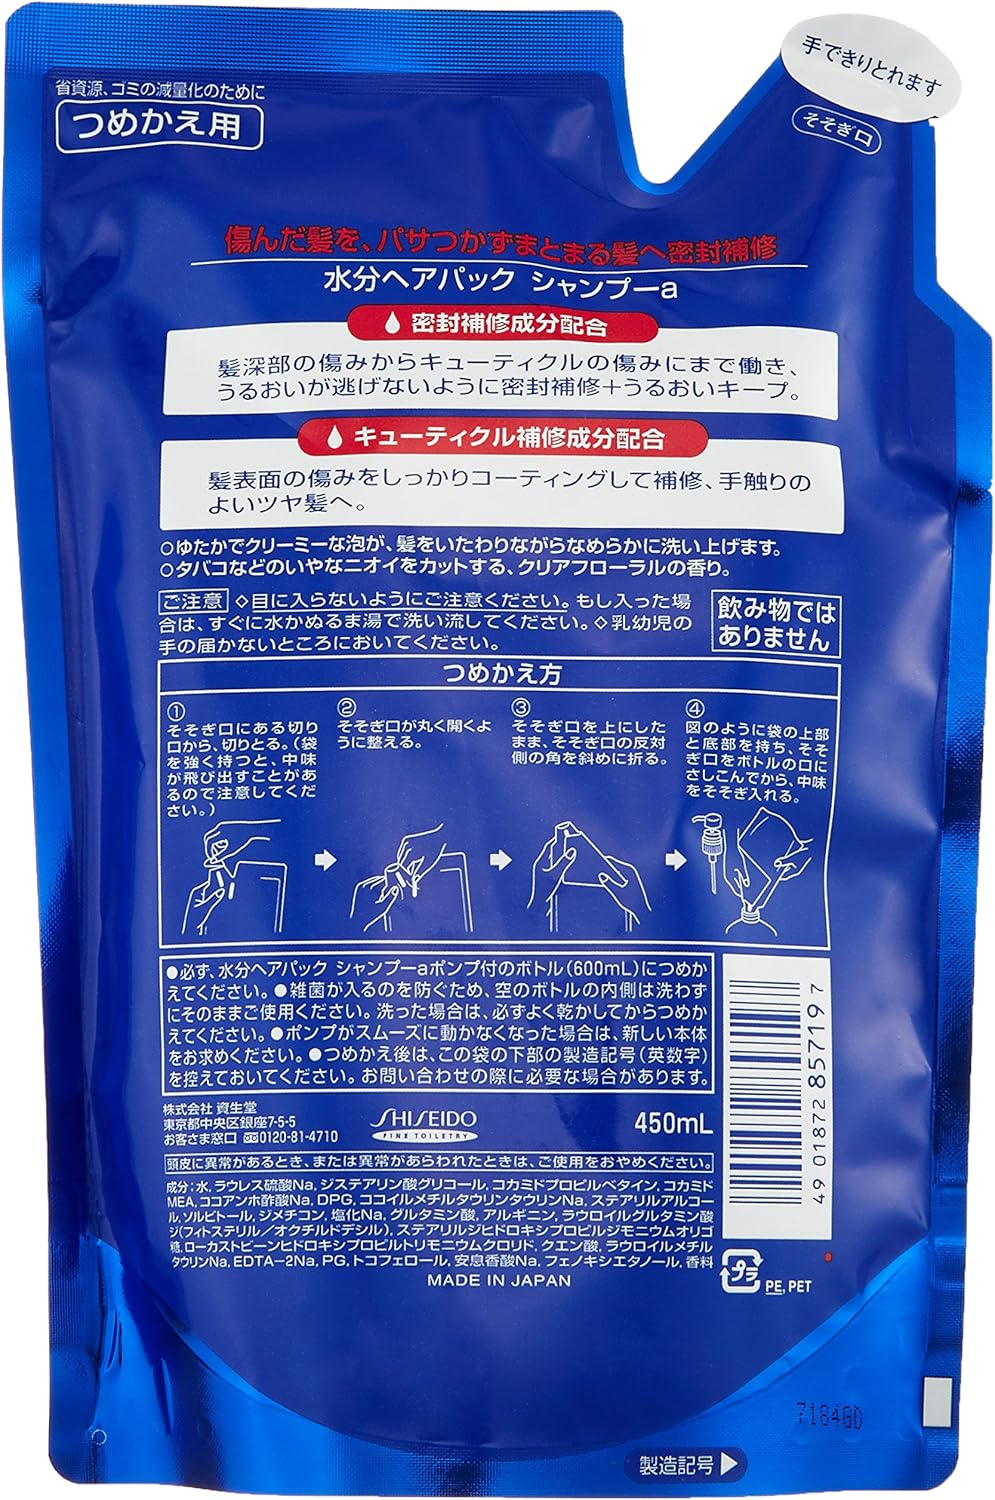 省資源、ゴミの減量化のために
つめかえ用
手できりとれます
そそぎ口
傷んだ髪を、パサつかずまとまる髪へ密封補修
水分ヘアパック シャンプーa
密封補修成分配合
髪深部の傷みからキューティクルの傷みにまで働き、
うるおいが逃げないように密封補修+うるおいキープ。
キューティクル補修成分配合
髪表面の傷みをしっかりコーティングして補修、手触りの
よいツヤ髪へ。
○ゆたかでクリーミーな泡が、髪をいたわりながらなめらかに洗い上げます。
○タバコなどのいやなニオイをカットする、クリアフローラルの香り。
ご注意 ◇目に入らないようにご注意ください。もし入った場
合は、すぐに水かぬるま湯で洗い流してください。◇乳幼児の
手の届かないところにおいてください。
飲み物では
ありません
つめかえ方
①
そそぎ口にある切り
口から、切りとる。(袋
を強く持つと、中味
が飛び出すことがあ
るので注意してくだ
さい。)
②
そそぎ口が丸く開くよ
うに整える。
③
そそぎ口を上にした
まま、そそぎ口の反対
側の角を斜めに折る。
④
図のように袋の上部
と底部を持ち、そそ
ぎ口をボトルの口に
さしこんでから、中味
をそそぎ入れる。
●必ず、水分ヘアパック シャンプーaポンプ付のボトル(600mL)につめか
えてください。●雑菌が入るのを防ぐため、空のボトルの内側は洗わず
にそのままご使用ください。洗った場合は、必ずよく乾かしてからつめか
えてください。●ポンプがスムーズに動かなくなった場合は、新しい本体
をお求めください。●つめかえ後は、この袋の下部の製造記号(英数字)
を控えておいてください。お問い合わせの際に必要な場合があります。
株式会社 資生堂
東京都中央区銀座7-5-5
お客さま窓口 0120-81-4710
SHISEIDO
FINE TOILETRY
450mL
49 01872 857197
頭皮に異常があるとき、または異常があらわれたときは、ご使用をおやめください。
成分:水、ラウレス硫酸Na、ジステアリン酸グリコール、コカミドプロピルベタイン、コカミド
MEA、ココアンホ酢酸Na、DPG、ココイルメチルタウリンタウリンNa、ステアリルアルコー
ル、ソルビトール、ジメチコン、塩化Na、グルタミン酸、アルギニン、ラウロイルグルタミン酸
ジ(フィトステリル/オクチルドデシル)、ステアリルジヒドロキシプロピルジモニウムオリゴ
糖、ローカストビーンヒドロキシプロピルトリモニウムクロリド、クエン酸、ラウロイルメチル
タウリンNa、EDTA-2Na、PG、トコフェロール、安息香酸Na、フェノキシエタノール、香料
MADE IN JAPAN
プラ
PE, PET
7184GD
製造記号